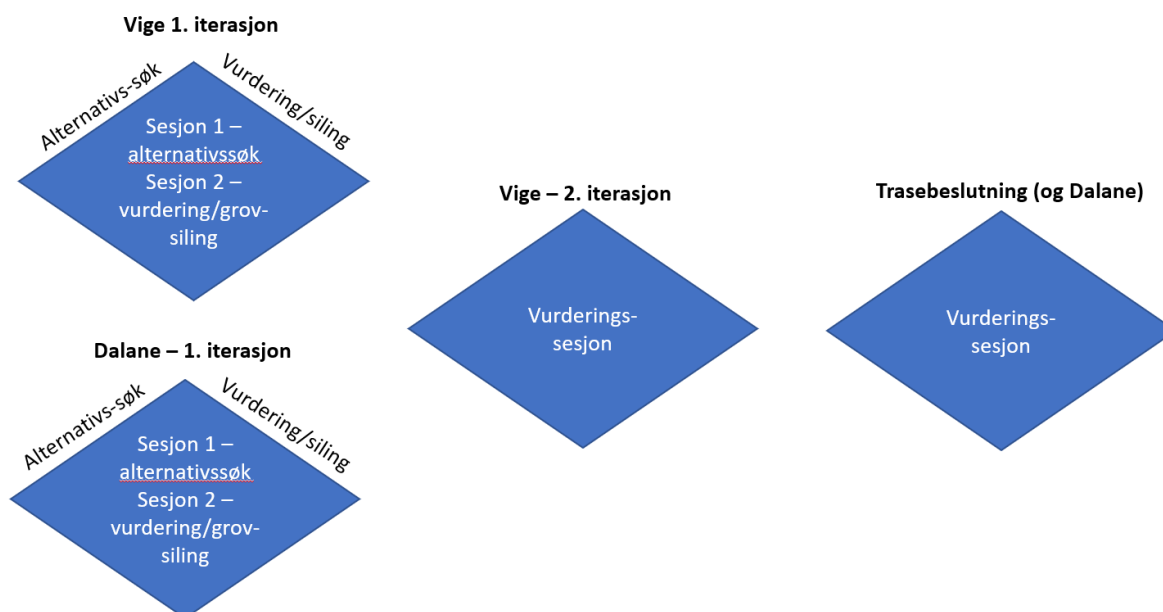 Vige 1. iterasjon
Alternativs-søk
Vurdering/siling
Sesjon 1 –
alternativssøk
Sesjon 2 –
vurdering/grov-
siling
Dalane – 1. iterasjon
Alternativs-søk
Vurdering/siling
Sesjon 1 –
alternativssøk
Sesjon 2 –
vurdering/grov-
siling
Vige – 2. iterasjon
Vurderings-
sesjon
Trasebeslutning (og Dalane)
Vurderings-
sesjon